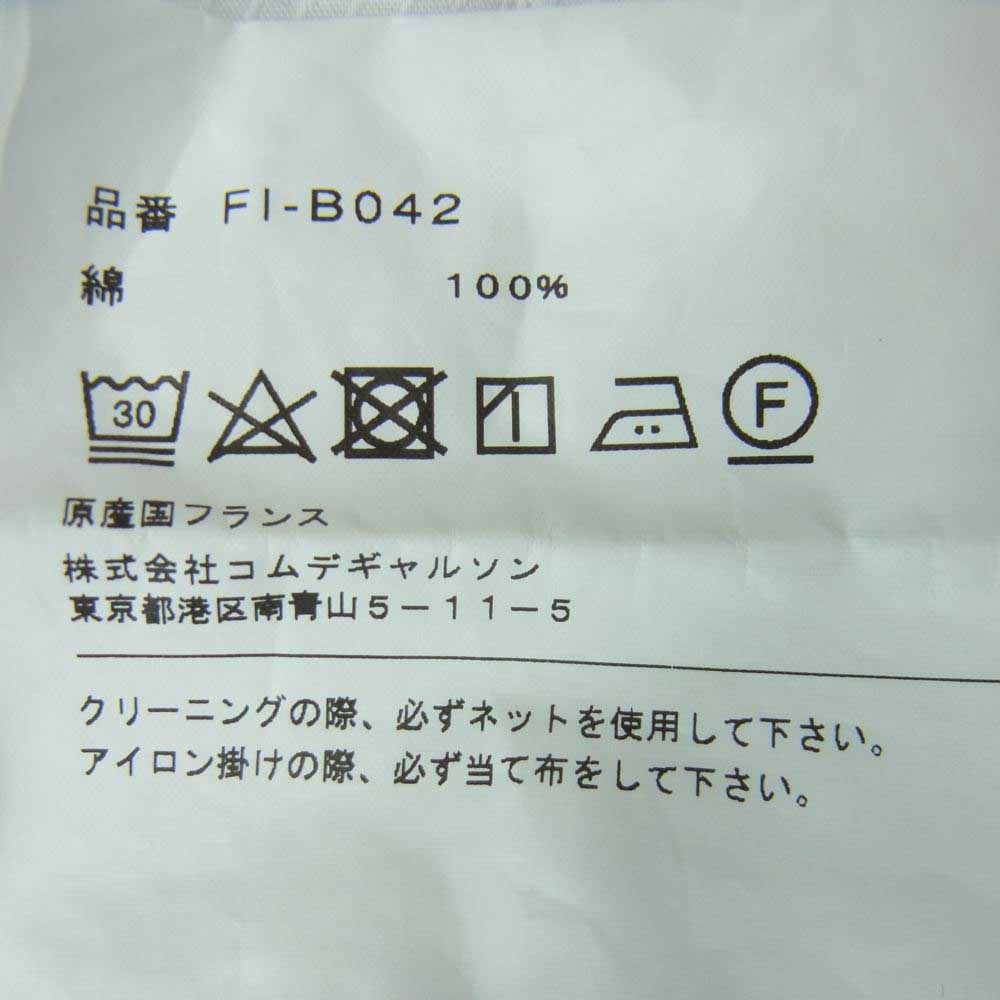 品番 FI-B042
綿 100%
30 F
原産国フランス
株式会社コムデギャルソン
東京都港区南青山5-11-5
クリーニングの際、必ずネットを使用して下さい。
アイロン掛けの際、必ず当て布をして下さい。